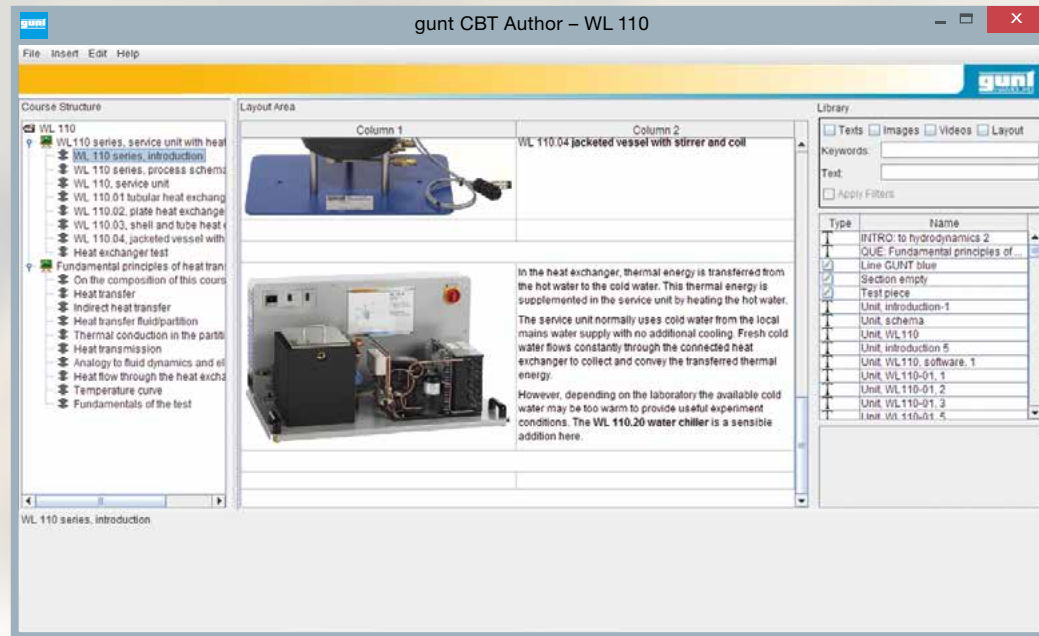 gunt
gunt CBT Author – WL 110
File Insert Edit Help
gunt
Course Structure
WL 110
WL110 series, service unit with heat
WL 110 series, introduction
WL 110 series, process schema
WL 110, service unit
WL 110.01 tubular heat exchang
WL 110.02, plate heat exchange
WL 110.03, shell and tube heat
WL 110.04, jacketed vessel with
Heat exchanger test
Fundamental principles of heat trans
On the composition of this cours
Heat transfer
Indirect heat transfer
Heat transfer fluid/partition
Thermal conduction in the partiti
Heat transmission
Analogy to fluid dynamics and el
Heat flow through the heat excha
Temperature curve
Fundamentals of the test
Layout Area
Column 1 Column 2
WL 110.04 jacketed vessel with stirrer and coil
In the heat exchanger, thermal energy is transferred from
the hot water to the cold water. This thermal energy is
supplemented in the service unit by heating the hot water.
The service unit normally uses cold water from the local
mains water supply with no additional cooling. Fresh cold
water flows constantly through the connected heat
exchanger to collect and convey the transferred thermal
energy.
However, depending on the laboratory the available cold
water may be too warm to provide useful experiment
conditions. The WL 110.20 water chiller is a sensible
addition here.
Library
Texts Images Videos Layout
Keywords:
Text:
Apply Filters
Type Name
INTRO: to hydrodynamics 2
QUE: Fundamental principles of ...
Line GUNT blue
Section empty
Test piece
Unit, introduction-1
Unit, schema
Unit, WL110
Unit, introduction 5
Unit, WL110, software, 1
Unit, WL110-01, 1
Unit, WL110-01, 2
Unit, WL110-01, 3
Unit, WL110-01, 5
WL 110 series, introduction